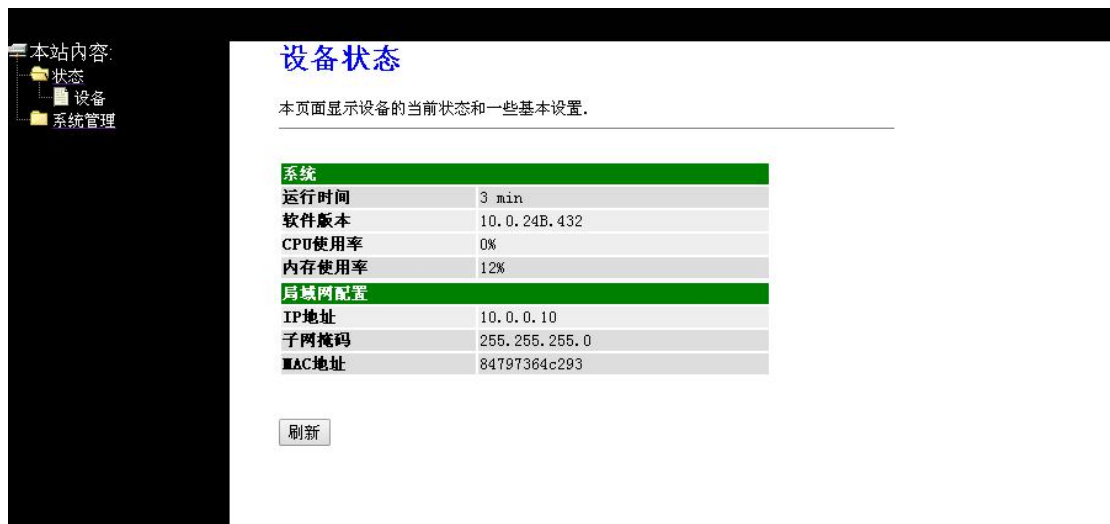 本站内容:
状态
设备
系统管理
设备状态
本页面显示设备的当前状态和一些基本设置.
系统
运行时间 3 min
软件版本 10.0.24B.432
CPU使用率 0%
内存使用率 12%
局域网配置
IP地址 10.0.0.10
子网掩码 255.255.255.0
MAC地址 84797364c293
刷新